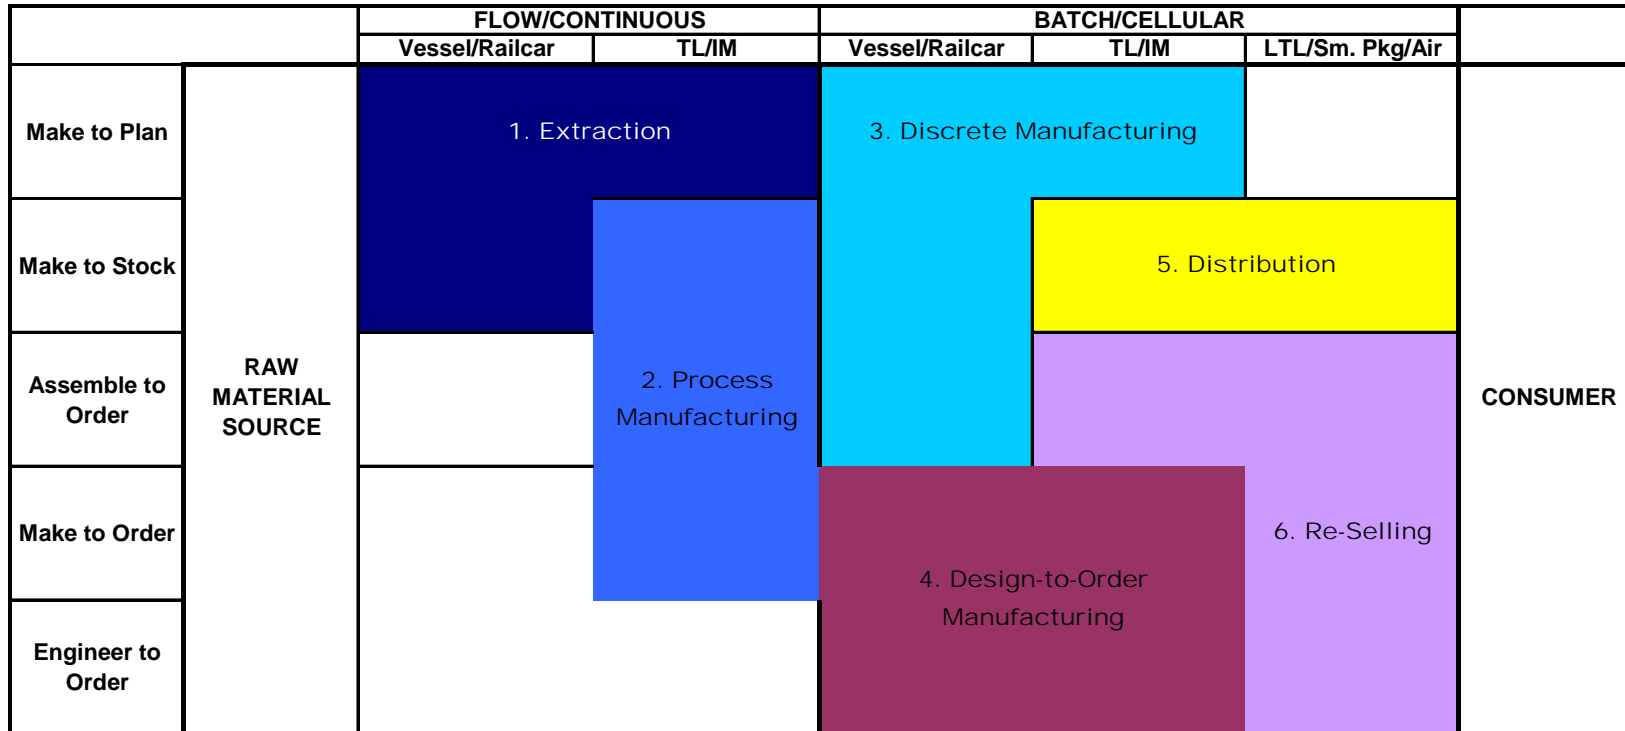 FLOW/CONTINUOUS
BATCH/CELLULAR
Vessel/Railcar
TL/IM
Vessel/Railcar
TL/IM
LTL/Sm. Pkg/Air
Make to Plan
1. Extraction
3. Discrete Manufacturing
Make to Stock
5. Distribution
Assemble to
Order
RAW
MATERIAL
SOURCE
2. Process
Manufacturing
CONSUMER
Make to Order
6. Re-Selling
4. Design-to-Order
Manufacturing
Engineer to
Order